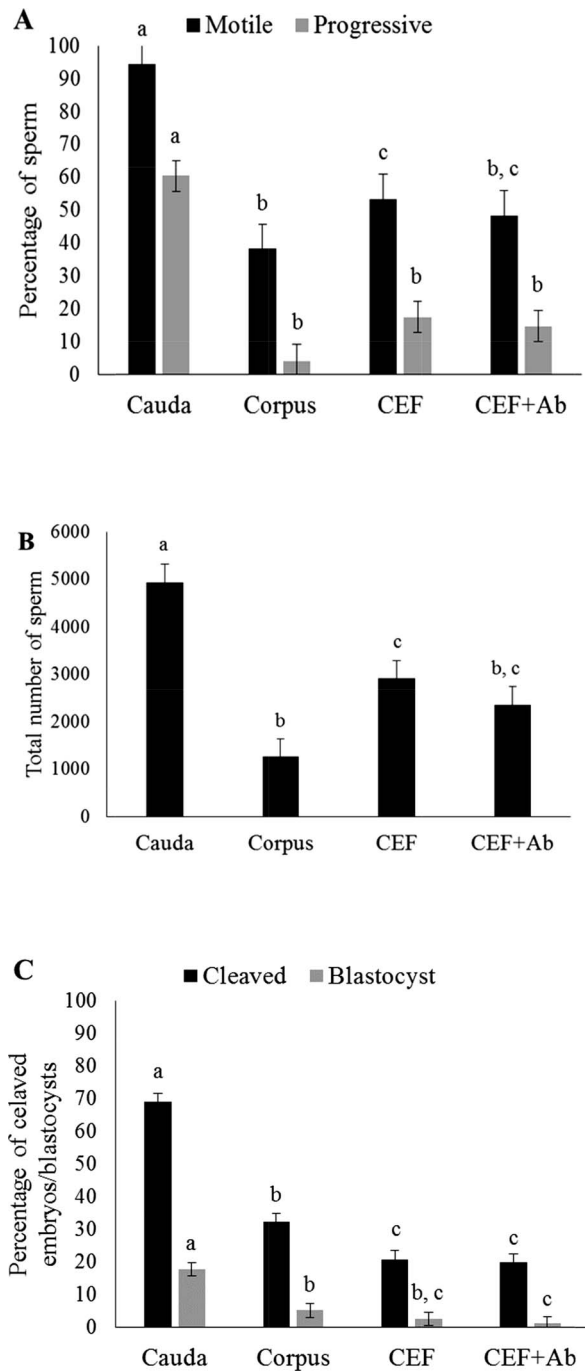 A
Motile Progressive
100
90
80
70
60
50
40
30
20
10
0
Percentage of sperm
a
a
b
b
c
b
b, c
b
Cauda Corpus CEF CEF+Ab
B
6000
5000
4000
3000
2000
1000
0
Total number of sperm
a
b
c
b, c
Cauda Corpus CEF CEF+Ab
C
Cleaved Blastocyst
100
90
80
70
60
50
40
30
20
10
0
Percentage of celaved
embryos/blastocysts
a
a
b
b
c
b, c
c
c
Cauda Corpus CEF CEF+Ab